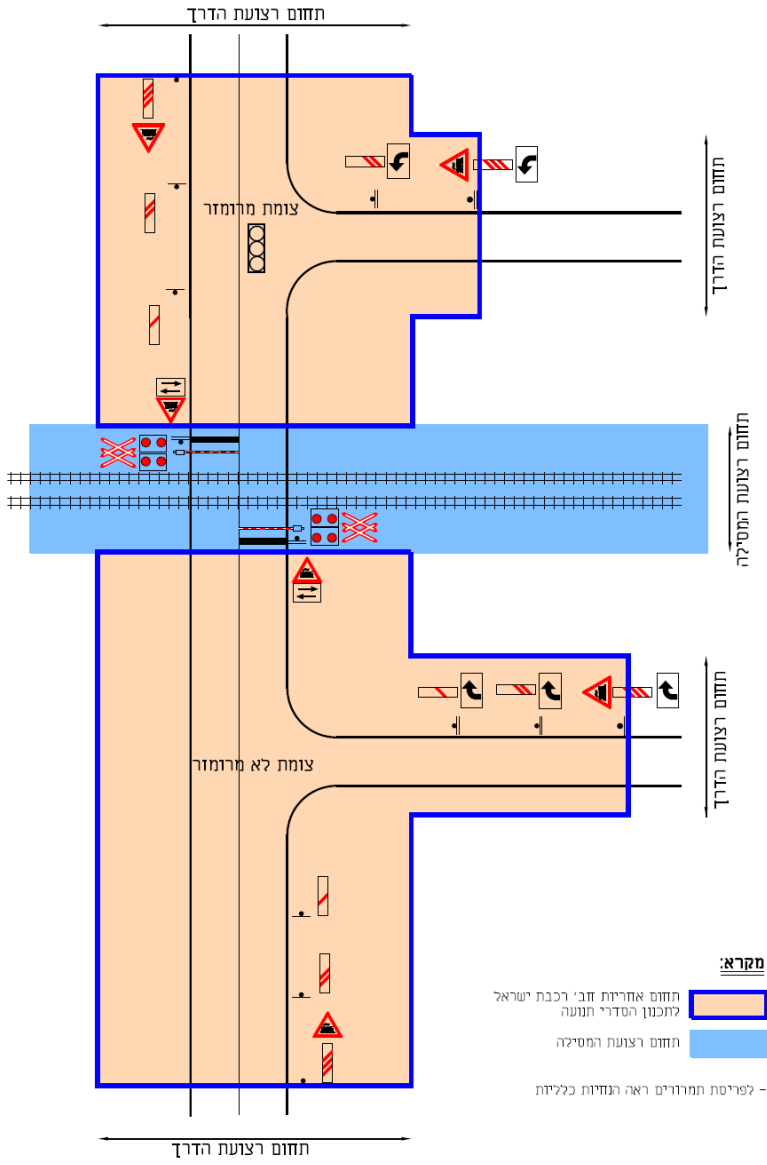 תחום רצועת הדרך
תחום רצועת הדרך
צומת מרומזר
תחום רצועת המסילה
תחום רצועת הדרך
צומת לא מרומזר
מקרא:
תחום אחריות חב' רכבת ישראל
לתכנון הסדרי תנועה
תחום רצועת המסילה
- לפריסת תמרורים ראה הנחיות כלליות
תחום רצועת הדרך